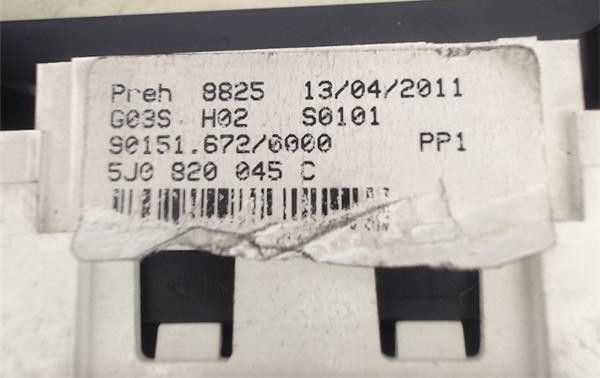 Preh 8825 13/04/2011
G03S H02 S0101
90151.672/0000 PP1
5J0 820 045 C